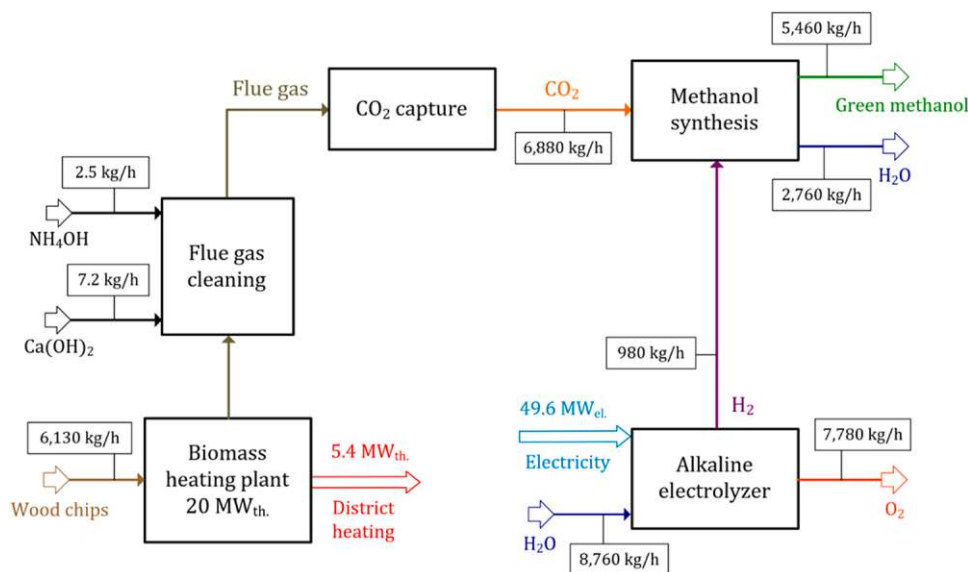 5,460 kg/h
Flue gas
CO₂ capture
CO₂
6,880 kg/h
Methanol
synthesis
Green methanol
H₂O
2,760 kg/h
2.5 kg/h
NH₄OH
7.2 kg/h
Ca(OH)₂
Flue gas
cleaning
980 kg/h
H₂
6,130 kg/h
Wood chips
Biomass
heating plant
20 MWth.
5.4 MWth.
District
heating
49.6 MWel.
Electricity
H₂O
8,760 kg/h
Alkaline
electrolyzer
7,780 kg/h
O₂